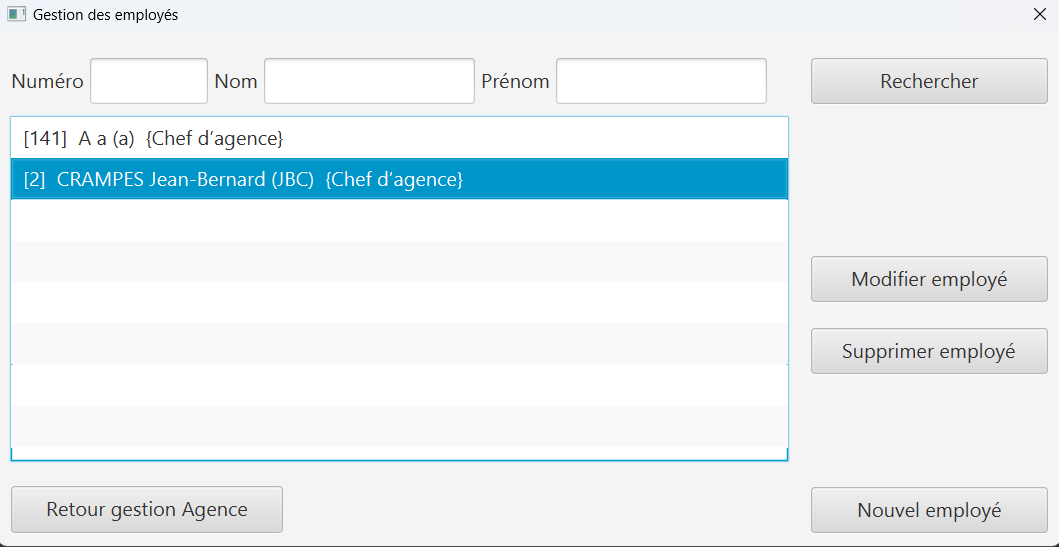 Gestion des employés
Numéro Nom Prénom Rechercher
[141] A a (a) {Chef d’agence}
[2] CRAMPES Jean-Bernard (JBC) {Chef d’agence}
Modifier employé
Supprimer employé
Retour gestion Agence Nouvel employé